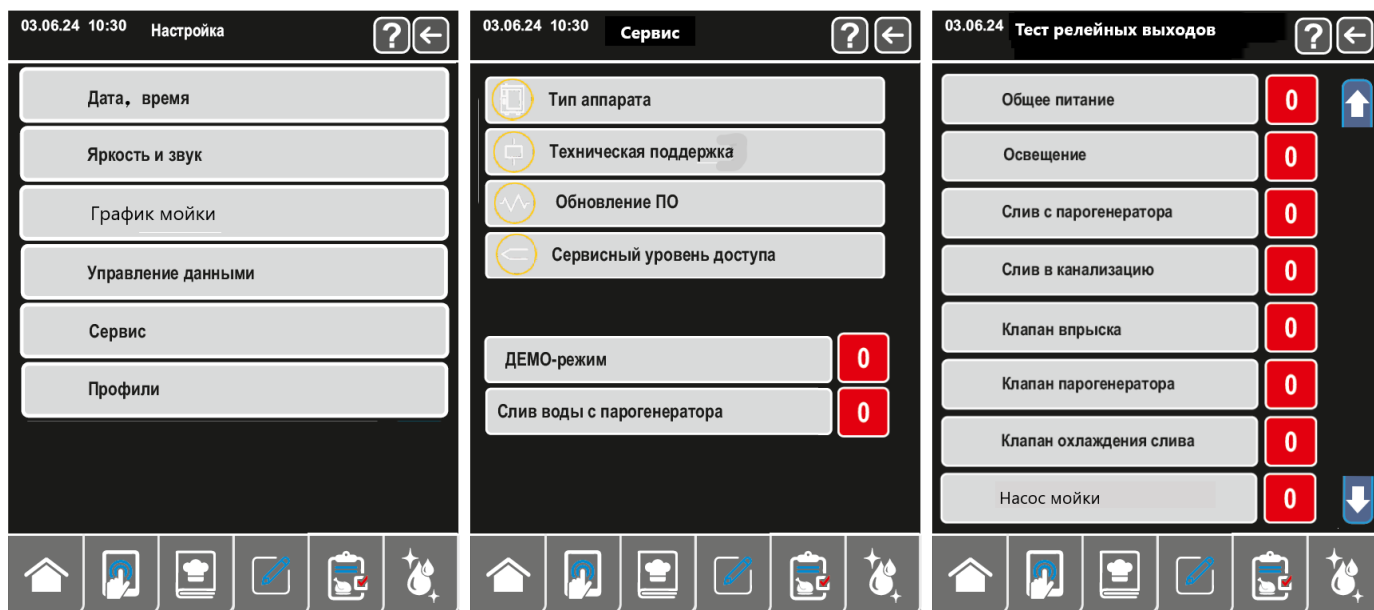 03.06.24 10:30 Настройка ?
Дата, время
Яркость и звук
График мойки
Управление данными
Сервис
Профили
03.06.24 10:30 Сервис ?
Тип аппарата
Техническая поддержка
Обновление ПО
Сервисный уровень доступа
ДЕМО-режим 0
Слив воды с парогенератора 0
03.06.24 Тест релейных выходов ?
Общее питание 0
Освещение 0
Слив с парогенератора 0
Слив в канализацию 0
Клапан впрыска 0
Клапан парогенератора 0
Клапан охлаждения слива 0
Насос мойки 0